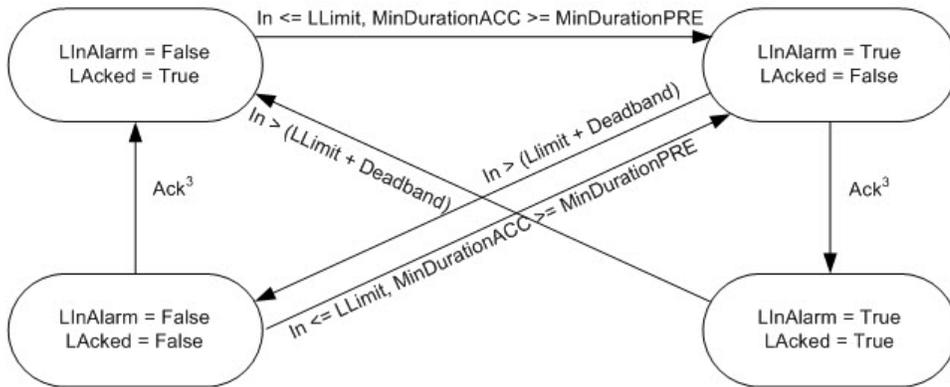 In <= LLimit, MinDurationACC >= MinDurationPRE
LInAlarm = False
LAcked = True
LInAlarm = True
LAcked = False
In > (LLimit + Deadband)
In > (Llimit + Deadband)
In <= LLimit, MinDurationACC >= MinDurationPRE
Ack³
Ack³
LInAlarm = False
LAcked = False
LInAlarm = True
LAcked = True